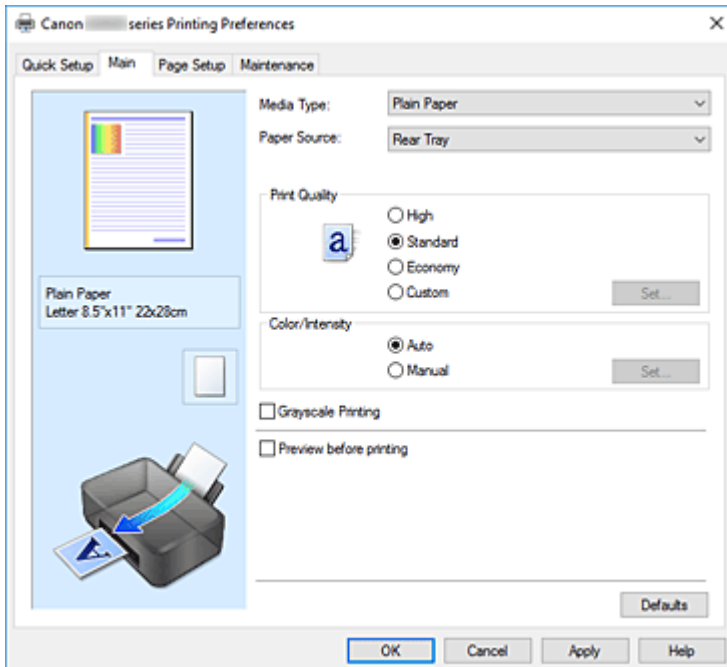 Canon series Printing Preferences
Quick Setup Main Page Setup Maintenance
Media Type: Plain Paper
Paper Source: Rear Tray
Print Quality
High
a
Standard
Economy
Custom Set...
Plain Paper
Letter 8.5"x11" 22x28cm
Color/Intensity
Auto
Manual Set...
Grayscale Printing
Preview before printing
A
Defaults
OK Cancel Apply Help